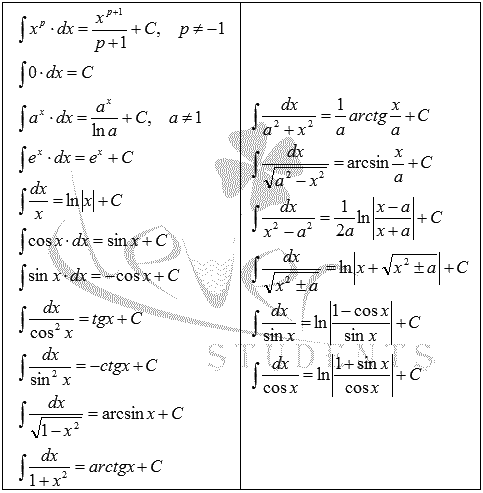 ∫ x^p · dx = x^(p+1)/(p+1) + C, p ≠ −1
∫ 0 · dx = C
∫ a^x · dx = a^x/ln a + C, a ≠ 1
∫ e^x · dx = e^x + C
∫ dx/x = ln|x| + C
∫ cos x · dx = sin x + C
∫ sin x · dx = −cos x + C
∫ dx/cos² x = tgx + C
∫ dx/sin² x = −ctgx + C
∫ dx/√(1−x²) = arcsin x + C
∫ dx/(1+x²) = arctgx + C
∫ dx/(a² + x²) = 1/a arctg x/a + C
∫ dx/√(a² − x²) = arcsin x/a + C
∫ dx/(x² − a²) = 1/2a ln|(x − a)/(x + a)| + C
∫ dx/√(x² ± a) = ln|x + √(x² ± a)| + C
∫ dx/sin x = ln|(1 − cos x)/sin x| + C
∫ dx/cos x = ln|(1 + sin x)/cos x| + C
STUDENTS